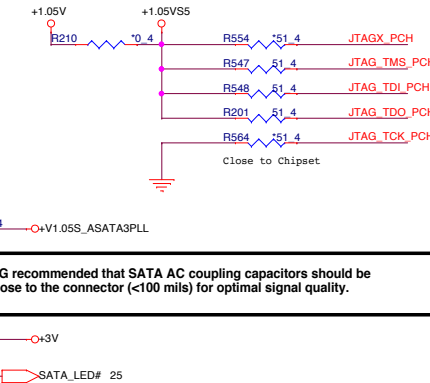 +1.05V +1.05VS5
R210 *0_4 R554 *51_4 JTAGX_PCH
R547 51_4 JTAG_TMS_PCH
R548 51_4 JTAG_TDI_PCH
R201 51_4 JTAG_TDO_PCH
R564 *51_4 JTAG_TCK_PCH
Close to Chipset
+V1.05S_ASATA3PLL
G recommended that SATA AC coupling capacitors should be
ose to the connector (<100 mils) for optimal signal quality.
+3V
SATA_LED# 25